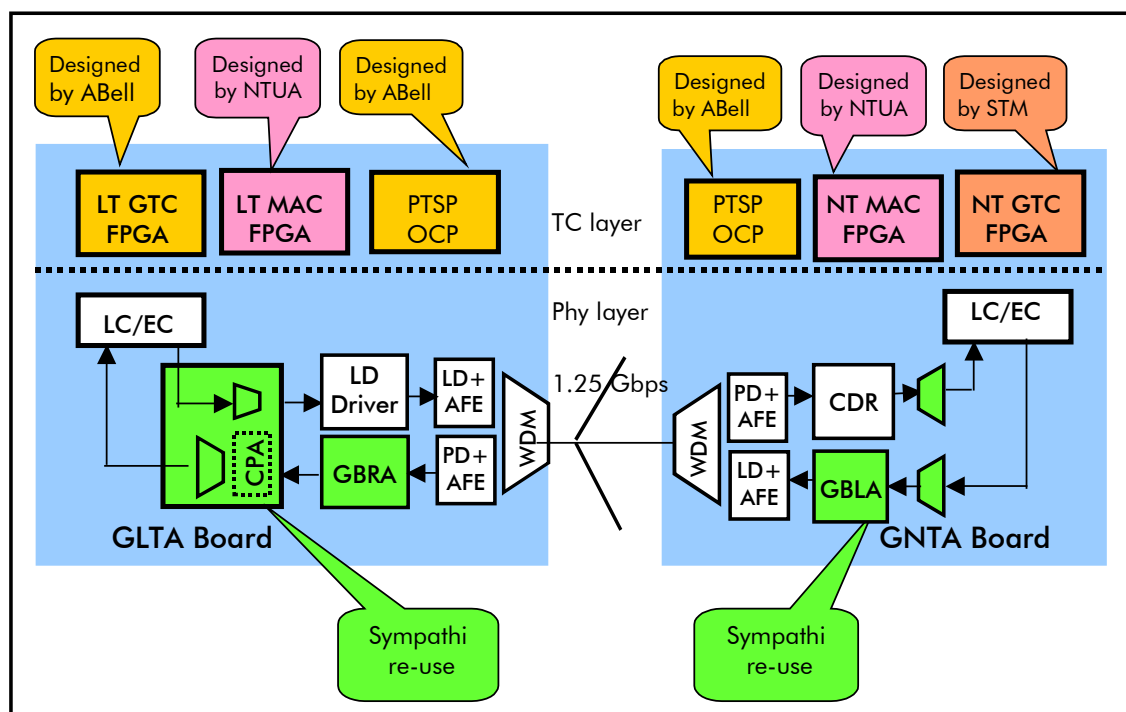 Designed
by ABell
Designed
by NTUA
Designed
by ABell
Designed
by ABell
Designed
by NTUA
Designed
by STM
LT GTC
FPGA
LT MAC
FPGA
PTSP
OCP
TC layer
PTSP
OCP
NT MAC
FPGA
NT GTC
FPGA
LC/EC
Phy layer
LC/EC
LD
Driver
LD+
AFE
WDM
1.25 Gbps
WDM
PD+
AFE
CDR
CPA
GBRA
PD+
AFE
LD+
AFE
GBLA
GLTA Board
GNTA Board
Sympathi
re-use
Sympathi
re-use